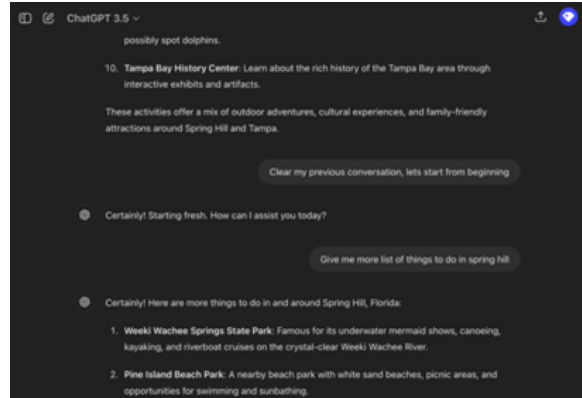 ChatGPT 3.5
possibly spot dolphins.
10. Tampa Bay History Center: Learn about the rich history of the Tampa Bay area through
interactive exhibits and artifacts.
These activities offer a mix of outdoor adventures, cultural experiences, and family-friendly
attractions around Spring Hill and Tampa.
Clear my previous conversation, lets start from beginning
Certainly! Starting fresh. How can I assist you today?
Give me more list of things to do in spring hill
Certainly! Here are more things to do in and around Spring Hill, Florida:
1. Weeki Wachee Springs State Park: Famous for its underwater mermaid shows, canoeing,
kayaking, and riverboat cruises on the crystal-clear Weeki Wachee River.
2. Pine Island Beach Park: A nearby beach park with white sand beaches, picnic areas, and
opportunities for swimming and sunbathing.